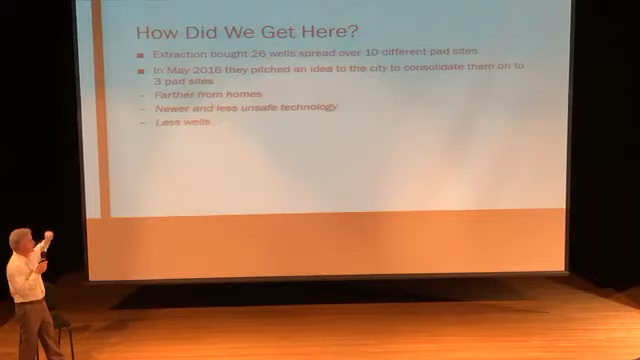 How Did We Get Here?
Extraction bought 26 wells spread over 10 different pad sites
In May 2016 they pitched an idea to the city to consolidate them on to
3 pad sites
– Farther from homes
– Newer and less unsafe technology
– Less wells